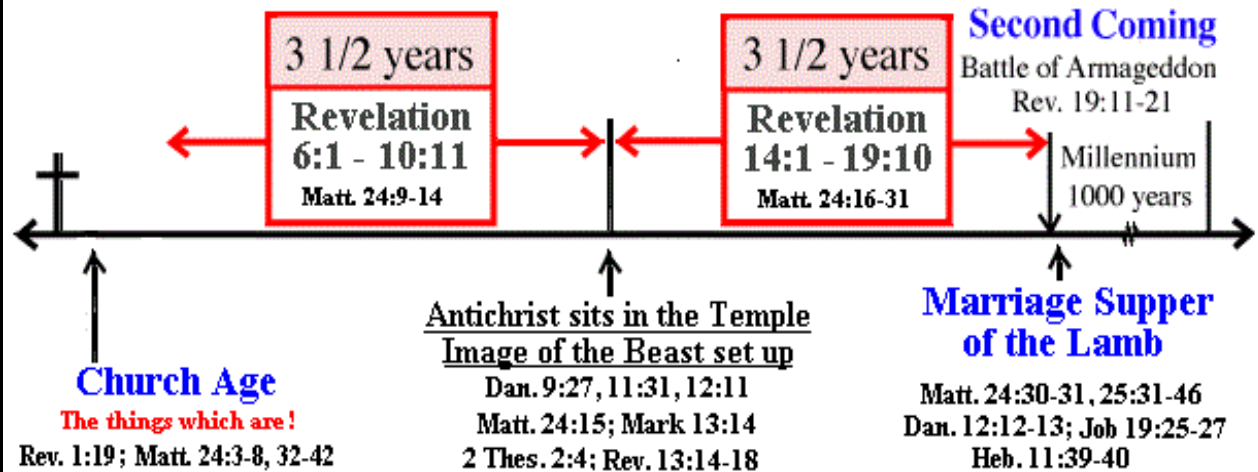 3 1/2 years
Revelation
6:1 - 10:11
Matt. 24:9-14
3 1/2 years
Revelation
14:1 - 19:10
Matt. 24:16-31
Second Coming
Battle of Armageddon
Rev. 19:11-21
Millennium
1000 years
Church Age
The things which are!
Rev. 1:19; Matt. 24:3-8, 32-42
Antichrist sits in the Temple
Image of the Beast set up
Dan. 9:27, 11:31, 12:11
Matt. 24:15; Mark 13:14
2 Thes. 2:4; Rev. 13:14-18
Marriage Supper
of the Lamb
Matt. 24:30-31, 25:31-46
Dan. 12:12-13; Job 19:25-27
Heb. 11:39-40